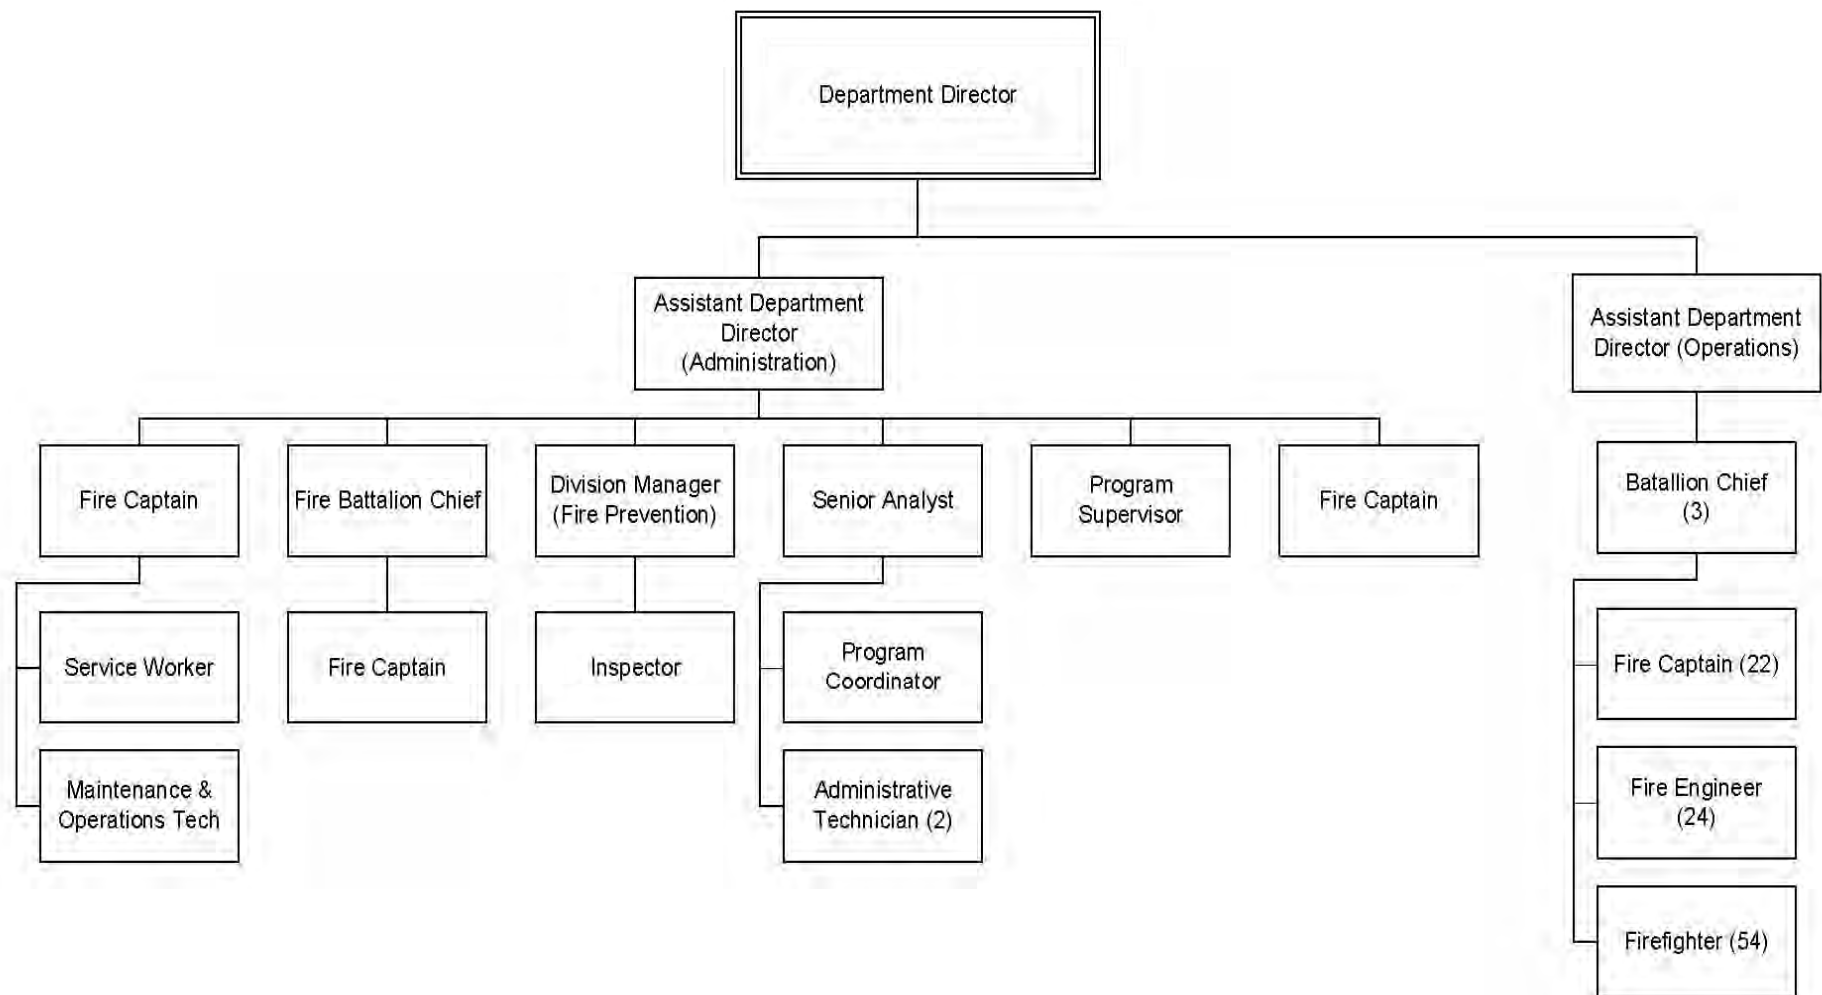 Department Director
Assistant Department
Director
(Administration)
Assistant Department
Director (Operations)
Fire Captain
Fire Battalion Chief
Division Manager
(Fire Prevention)
Senior Analyst
Program
Supervisor
Fire Captain
Batallion Chief
(3)
Service Worker
Fire Captain
Inspector
Program
Coordinator
Fire Captain (22)
Maintenance &
Operations Tech
Administrative
Technician (2)
Fire Engineer
(24)
Firefighter (54)